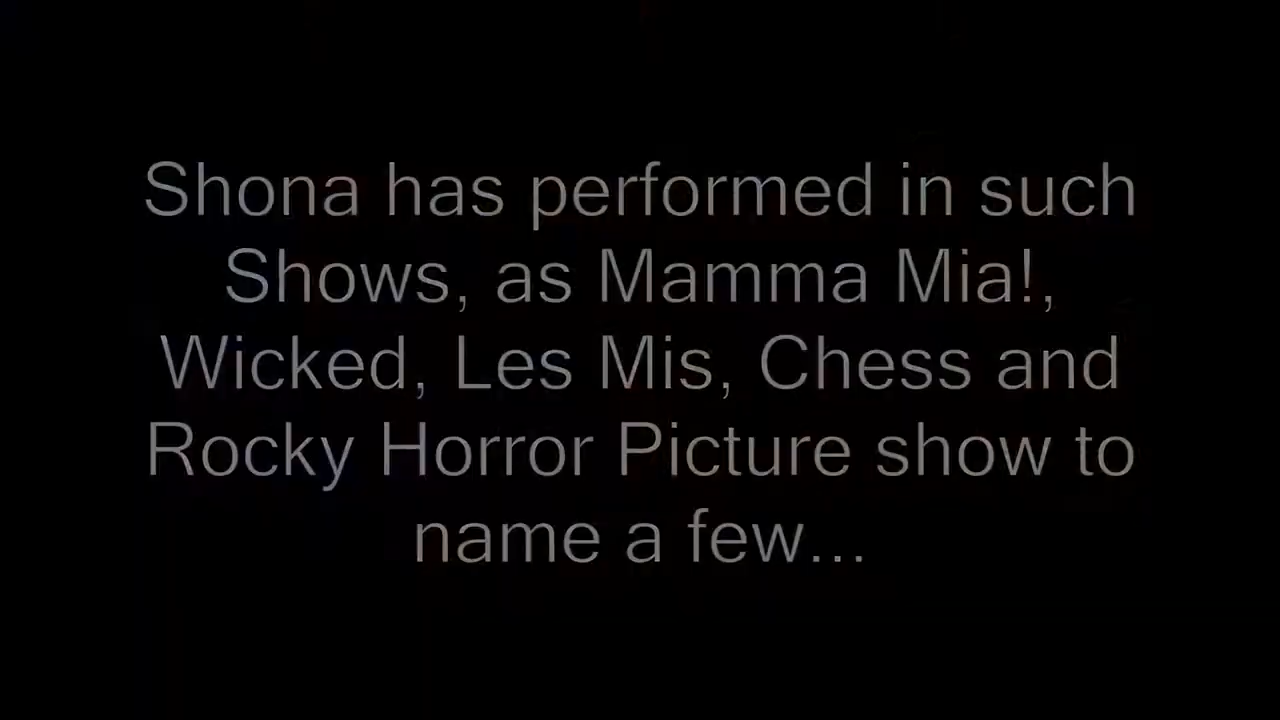 Shona has performed in such
Shows, as Mamma Mia!,
Wicked, Les Mis, Chess and
Rocky Horror Picture show to
name a few...